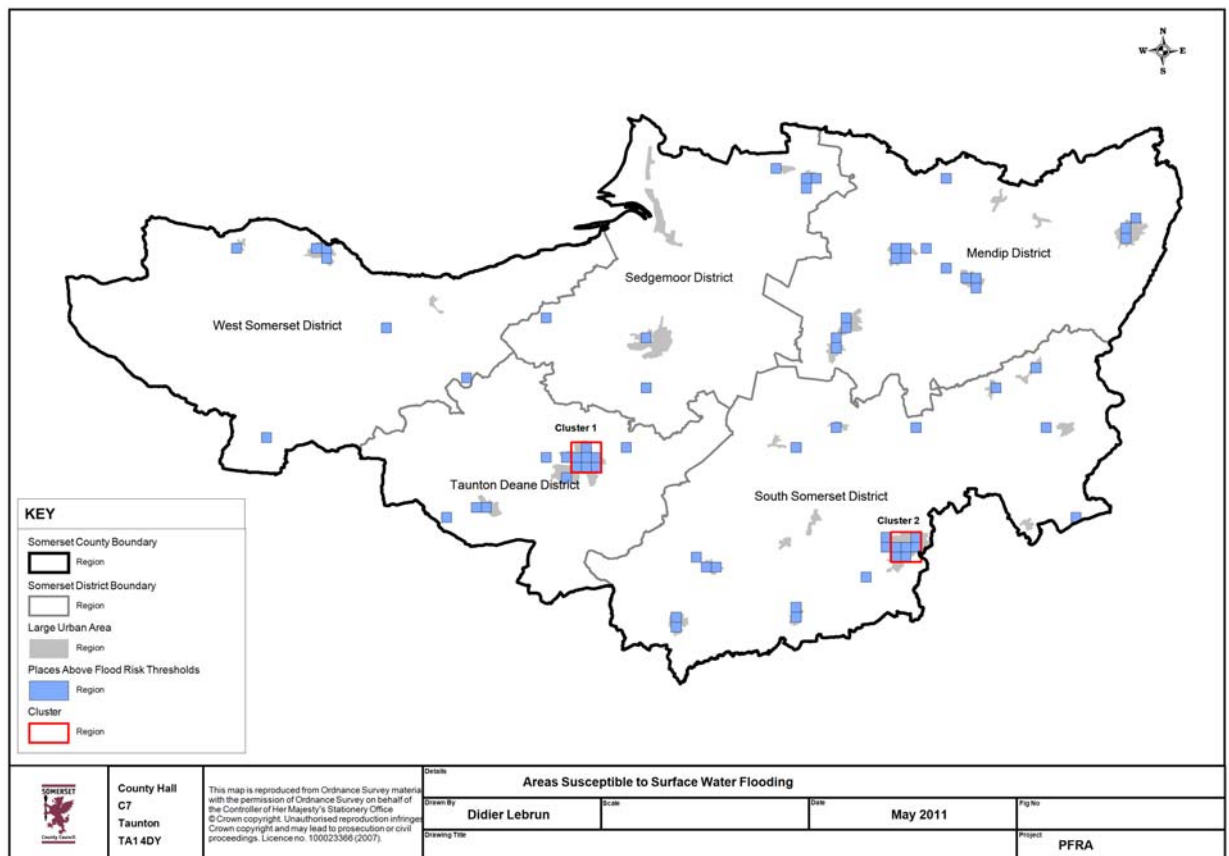 N
W E
S
Sedgemoor District
Mendip District
West Somerset District
Cluster 1
Taunton Deane District
South Somerset District
Cluster 2
KEY
Somerset County Boundary
Region
Somerset District Boundary
Region
Large Urban Area
Region
Places Above Flood Risk Thresholds
Region
Cluster
Region
SOMERSET
County Council
County Hall
C7
Taunton
TA1 4DY
This map is reproduced from Ordnance Survey materia
with the permission of Ordnance Survey on behalf of
the Controller of Her Majesty's Stationery Office
© Crown copyright. Unauthorised reproduction infringes
Crown copyright and may lead to prosecution or civil
proceedings. Licence no. 100023366 (2007).
Details
Areas Susceptible to Surface Water Flooding
Drawn By
Didier Lebrun
Scale
Date
May 2011
Fig No
Drawing Title
Project
PFRA